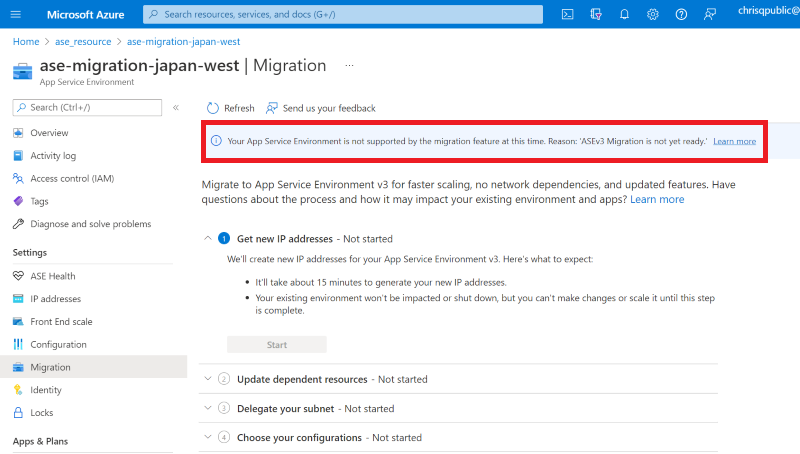 Microsoft Azure
Search resources, services, and docs (G+/)
chrisqpublic@
Home > ase_resource > ase-migration-japan-west
ase-migration-japan-west | Migration ...
App Service Environment
Search (Ctrl+/)
«
Refresh
Send us your feedback
Overview
Activity log
Access control (IAM)
Tags
Diagnose and solve problems
Settings
ASE Health
IP addresses
Front End scale
Configuration
Migration
Identity
Locks
Apps & Plans
Your App Service Environment is not supported by the migration feature at this time. Reason: 'ASEv3 Migration is not yet ready.' Learn more
Migrate to App Service Environment v3 for faster scaling, no network dependencies, and updated features. Have
questions about the process and how it may impact your existing environment and apps? Learn more
1 Get new IP addresses - Not started
We'll create new IP addresses for your App Service Environment v3. Here's what to expect:
• It'll take about 15 minutes to generate your new IP addresses.
• Your existing environment won't be impacted or shut down, but you can't make changes or scale it until this step
is complete.
Start
2 Update dependent resources - Not started
3 Delegate your subnet - Not started
4 Choose your configurations - Not started